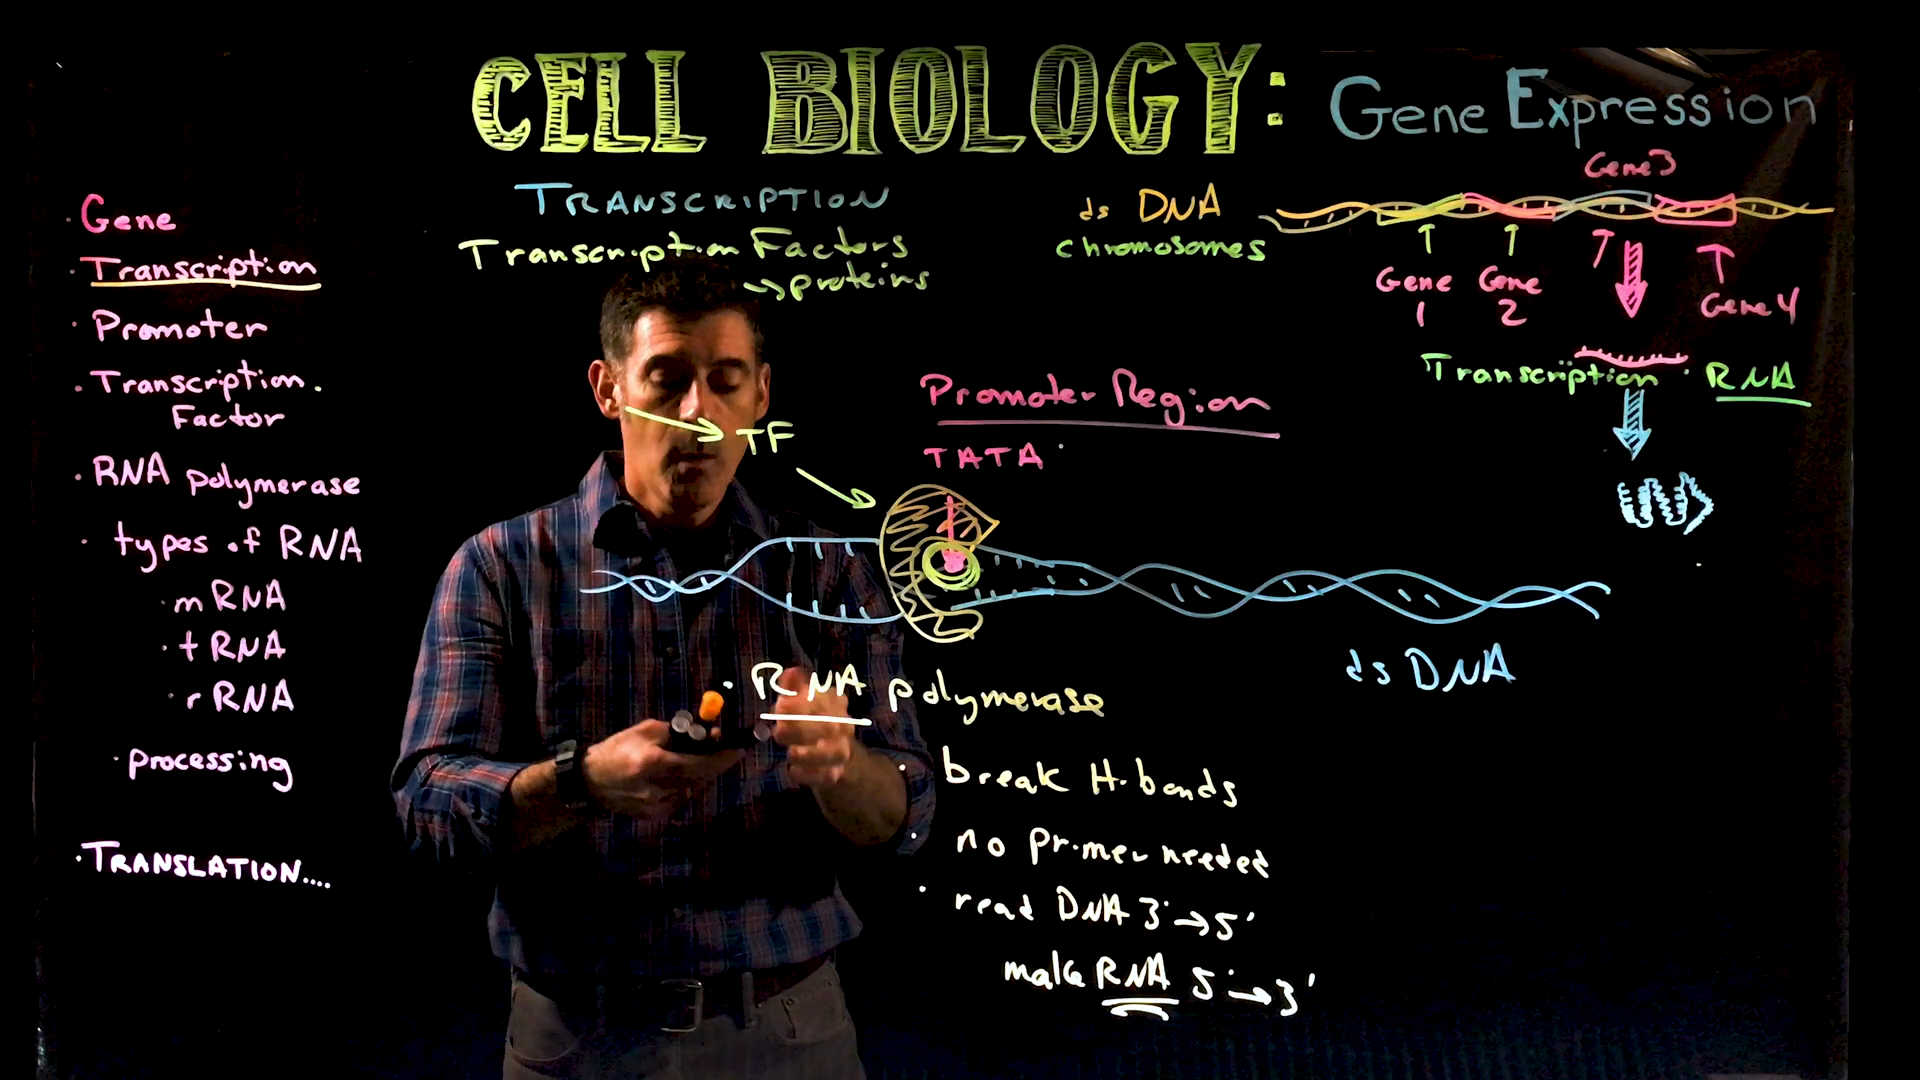 CELL BIOLOGY: Gene Expression
· Gene
· Transcription
· Promoter
· Transcription
Factor
· RNA polymerase
· types of RNA
· mRNA
· tRNA
· rRNA
· processing
· TRANSLATION....
TRANSCRIPTION
Transcription Factors
→ proteins
TF
Promoter Region
TATA
ds DNA
chromosomes
Gene 3
Gene
1
Gene
2
Gene 4
Transcription · RNA
ds DNA
· RNA polymerase
· break H-bonds
· no primer needed
· read DNA 3' → 5'
make RNA 5' → 3'